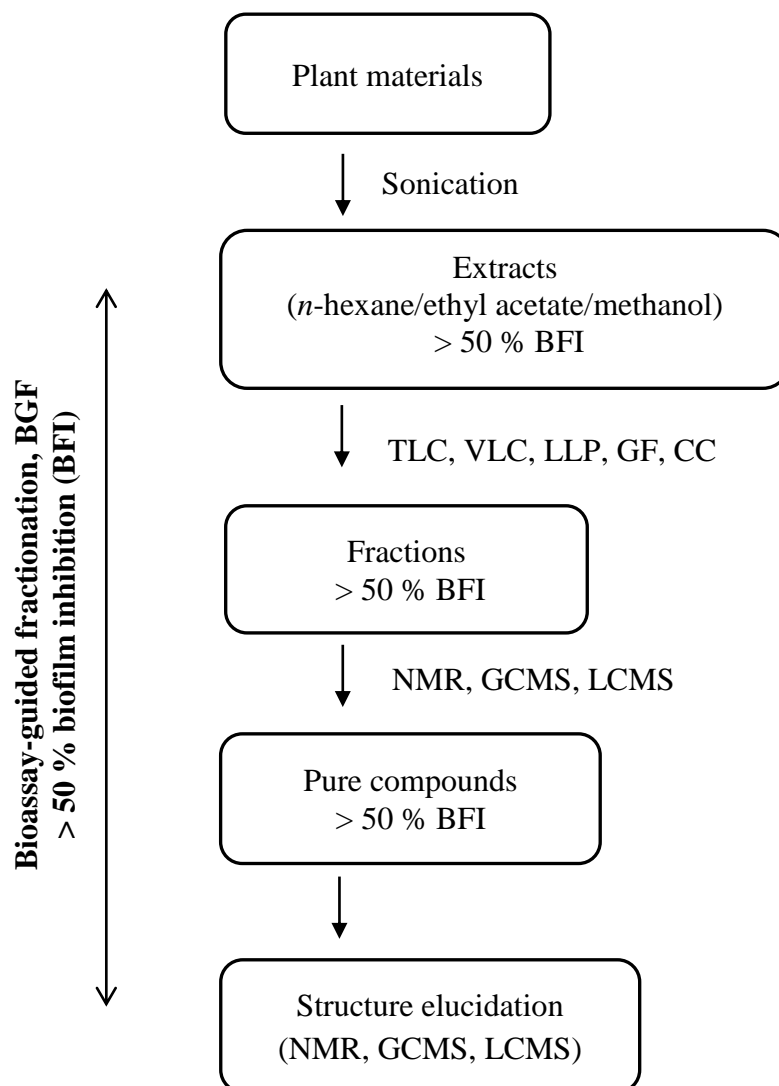 Plant materials
Sonication
Extracts
(n-hexane/ethyl acetate/methanol)
> 50 % BFI
TLC, VLC, LLP, GF, CC
Fractions
> 50 % BFI
NMR, GCMS, LCMS
Pure compounds
> 50 % BFI
Structure elucidation
(NMR, GCMS, LCMS)
Bioassay-guided fractionation, BGF
> 50 % biofilm inhibition (BFI)